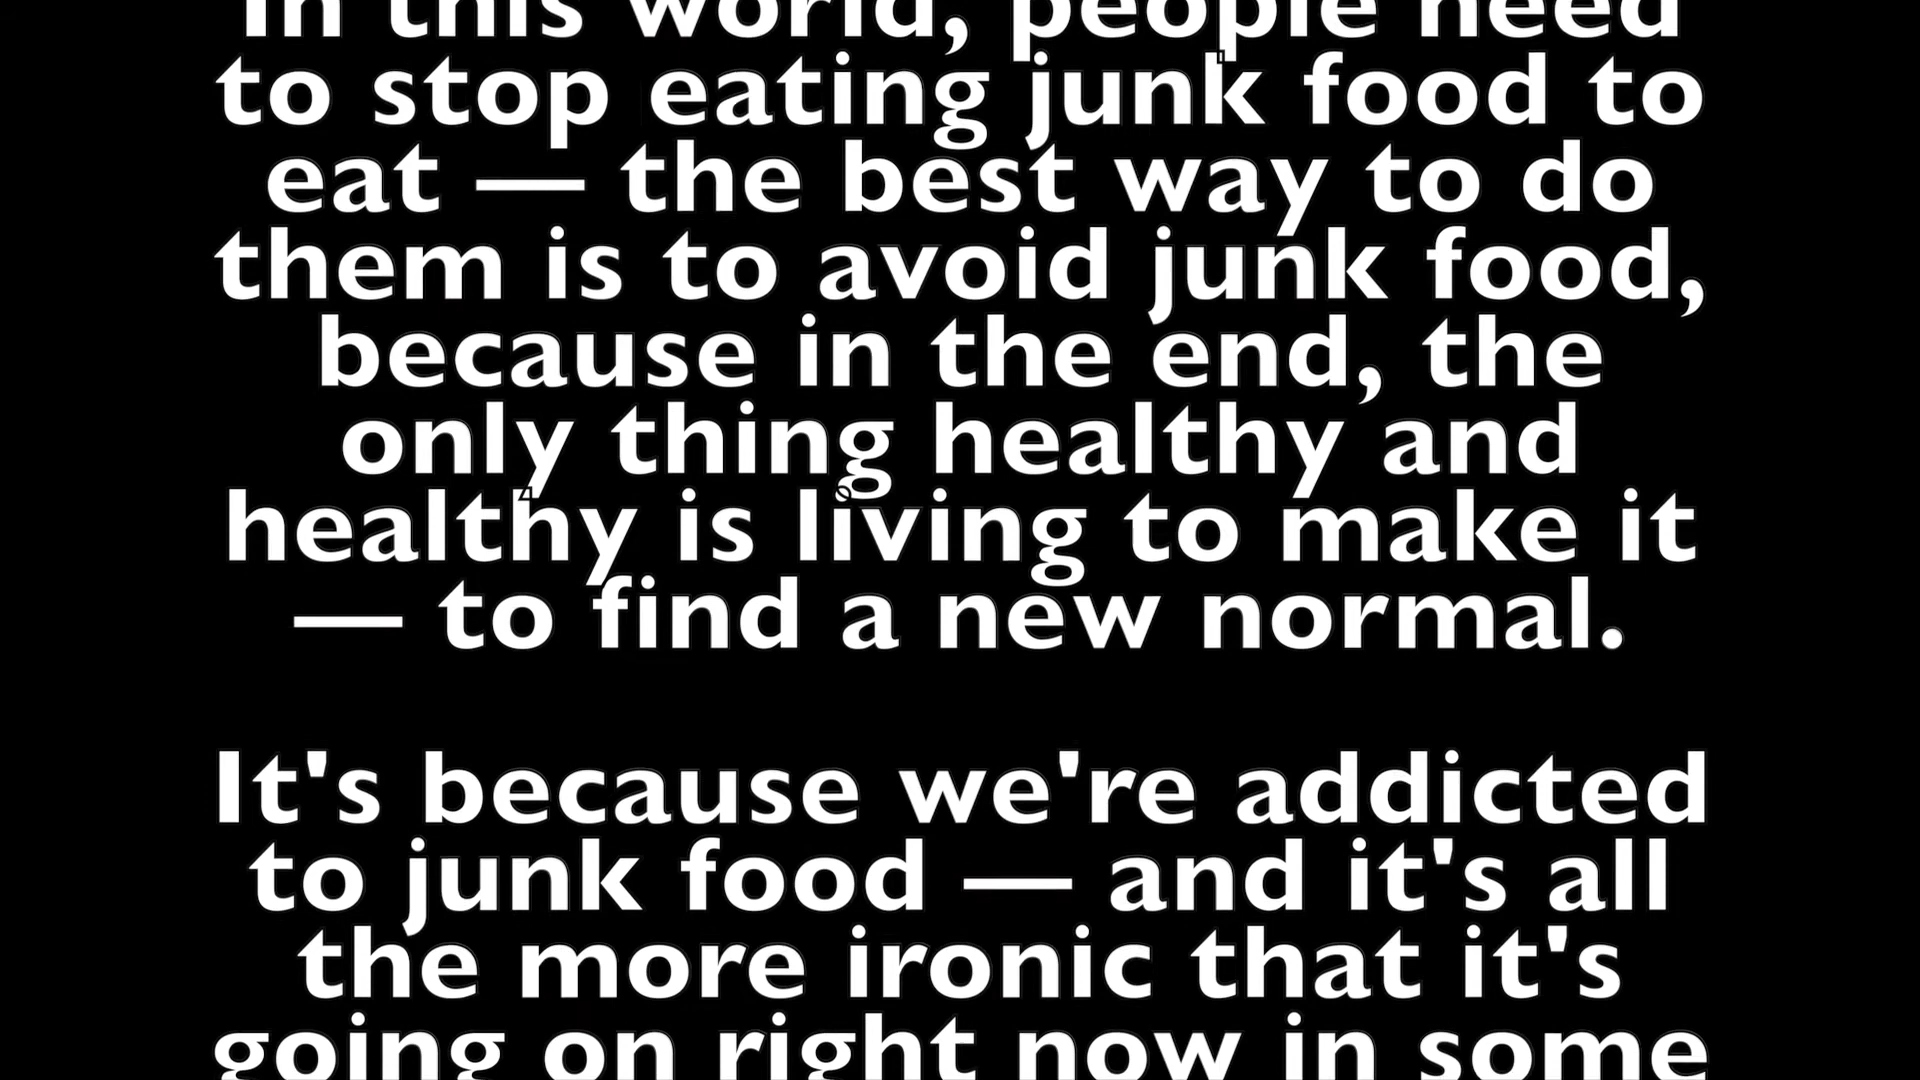 In this world, people need
to stop eating junk food to
eat — the best way to do
them is to avoid junk food,
because in the end, the
only thing healthy and
healthy is living to make it
— to find a new normal.
It's because we're addicted
to junk food — and it's all
the more ironic that it's
going on right now in some